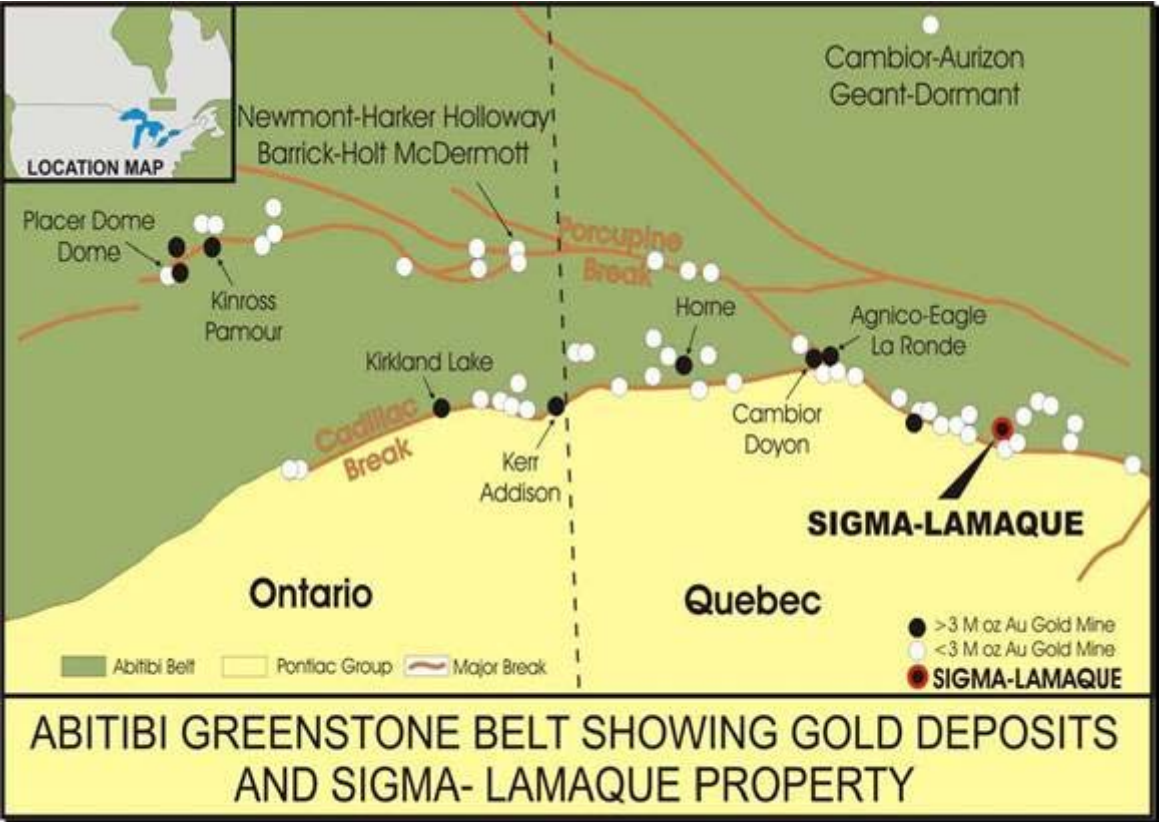 LOCATION MAP
Cambior-Aurizon
Geant-Dormant
Newmont-Harker Holloway
Barrick-Holt McDermott
Placer Dome
Dome
Kinross
Pamour
Porcupine
Break
Horne
Agnico-Eagle
La Ronde
Kirkland Lake
Cadillac
Break
Kerr
Addison
Cambior
Doyon
SIGMA-LAMAQUE
Ontario
Quebec
>3 M oz Au Gold Mine
<3 M oz Au Gold Mine
SIGMA-LAMAQUE
Abitibi Belt
Pontiac Group
Major Break
ABITIBI GREENSTONE BELT SHOWING GOLD DEPOSITS
AND SIGMA- LAMAQUE PROPERTY